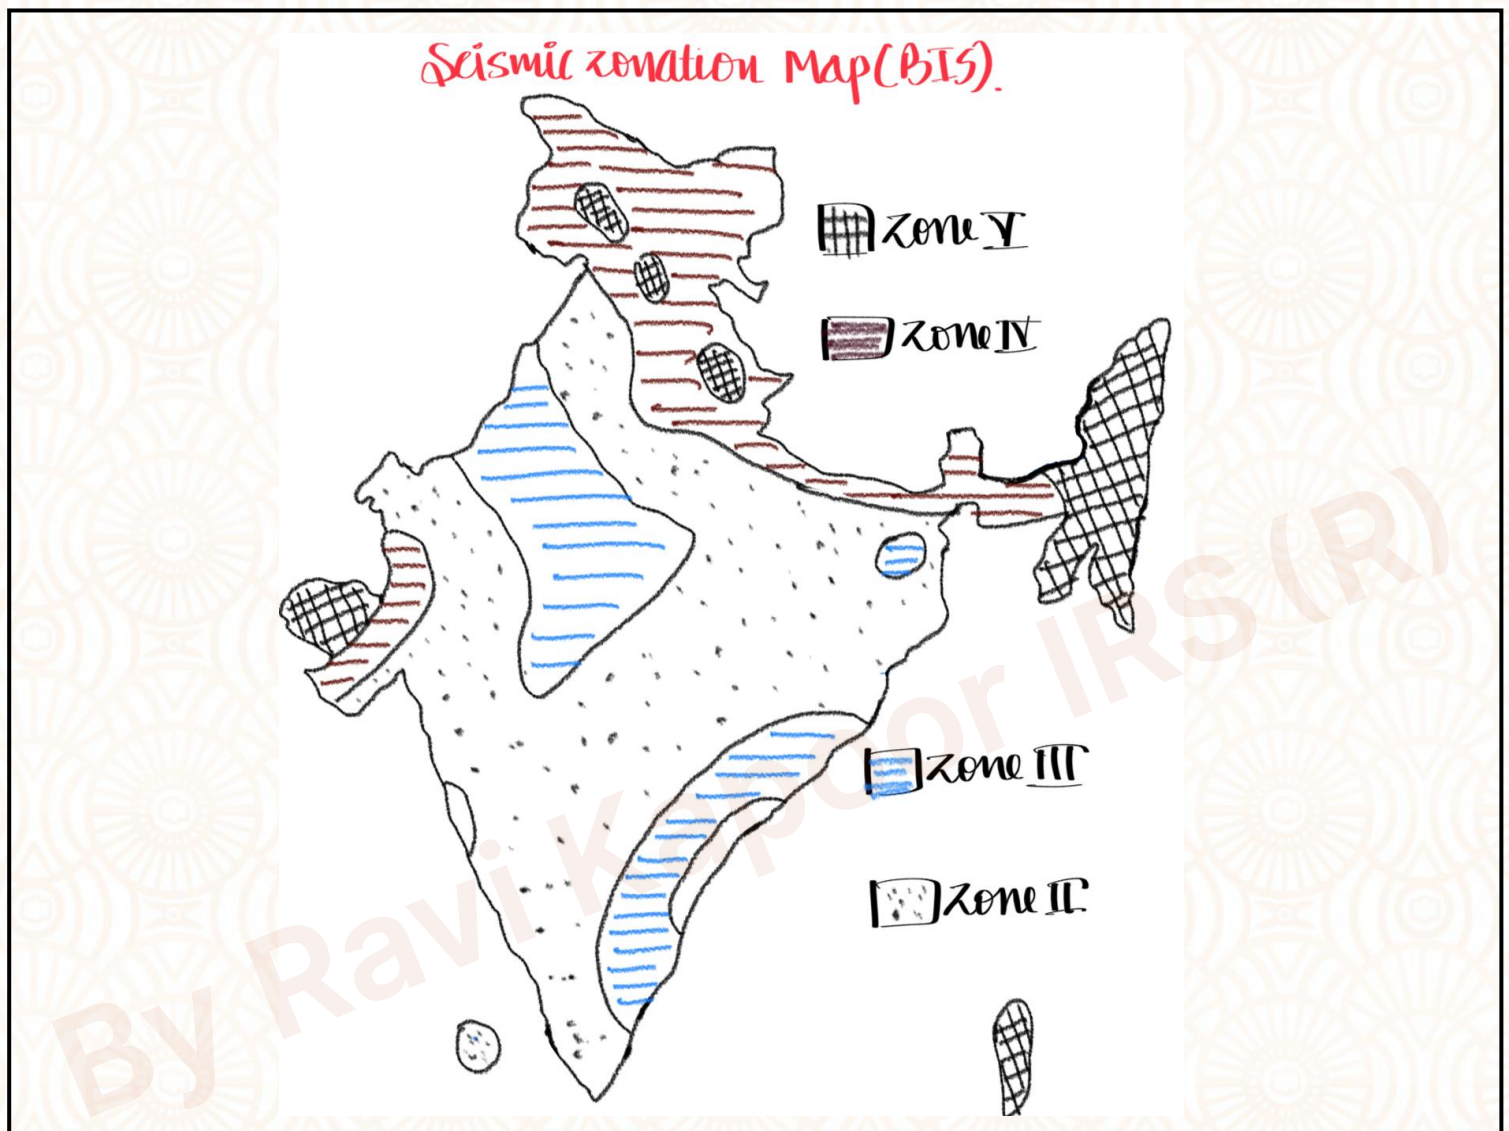 Seismic zonation Map (BIS).
Zone V
Zone IV
Zone III
Zone II
By Ravi Kapoor IRS (R)